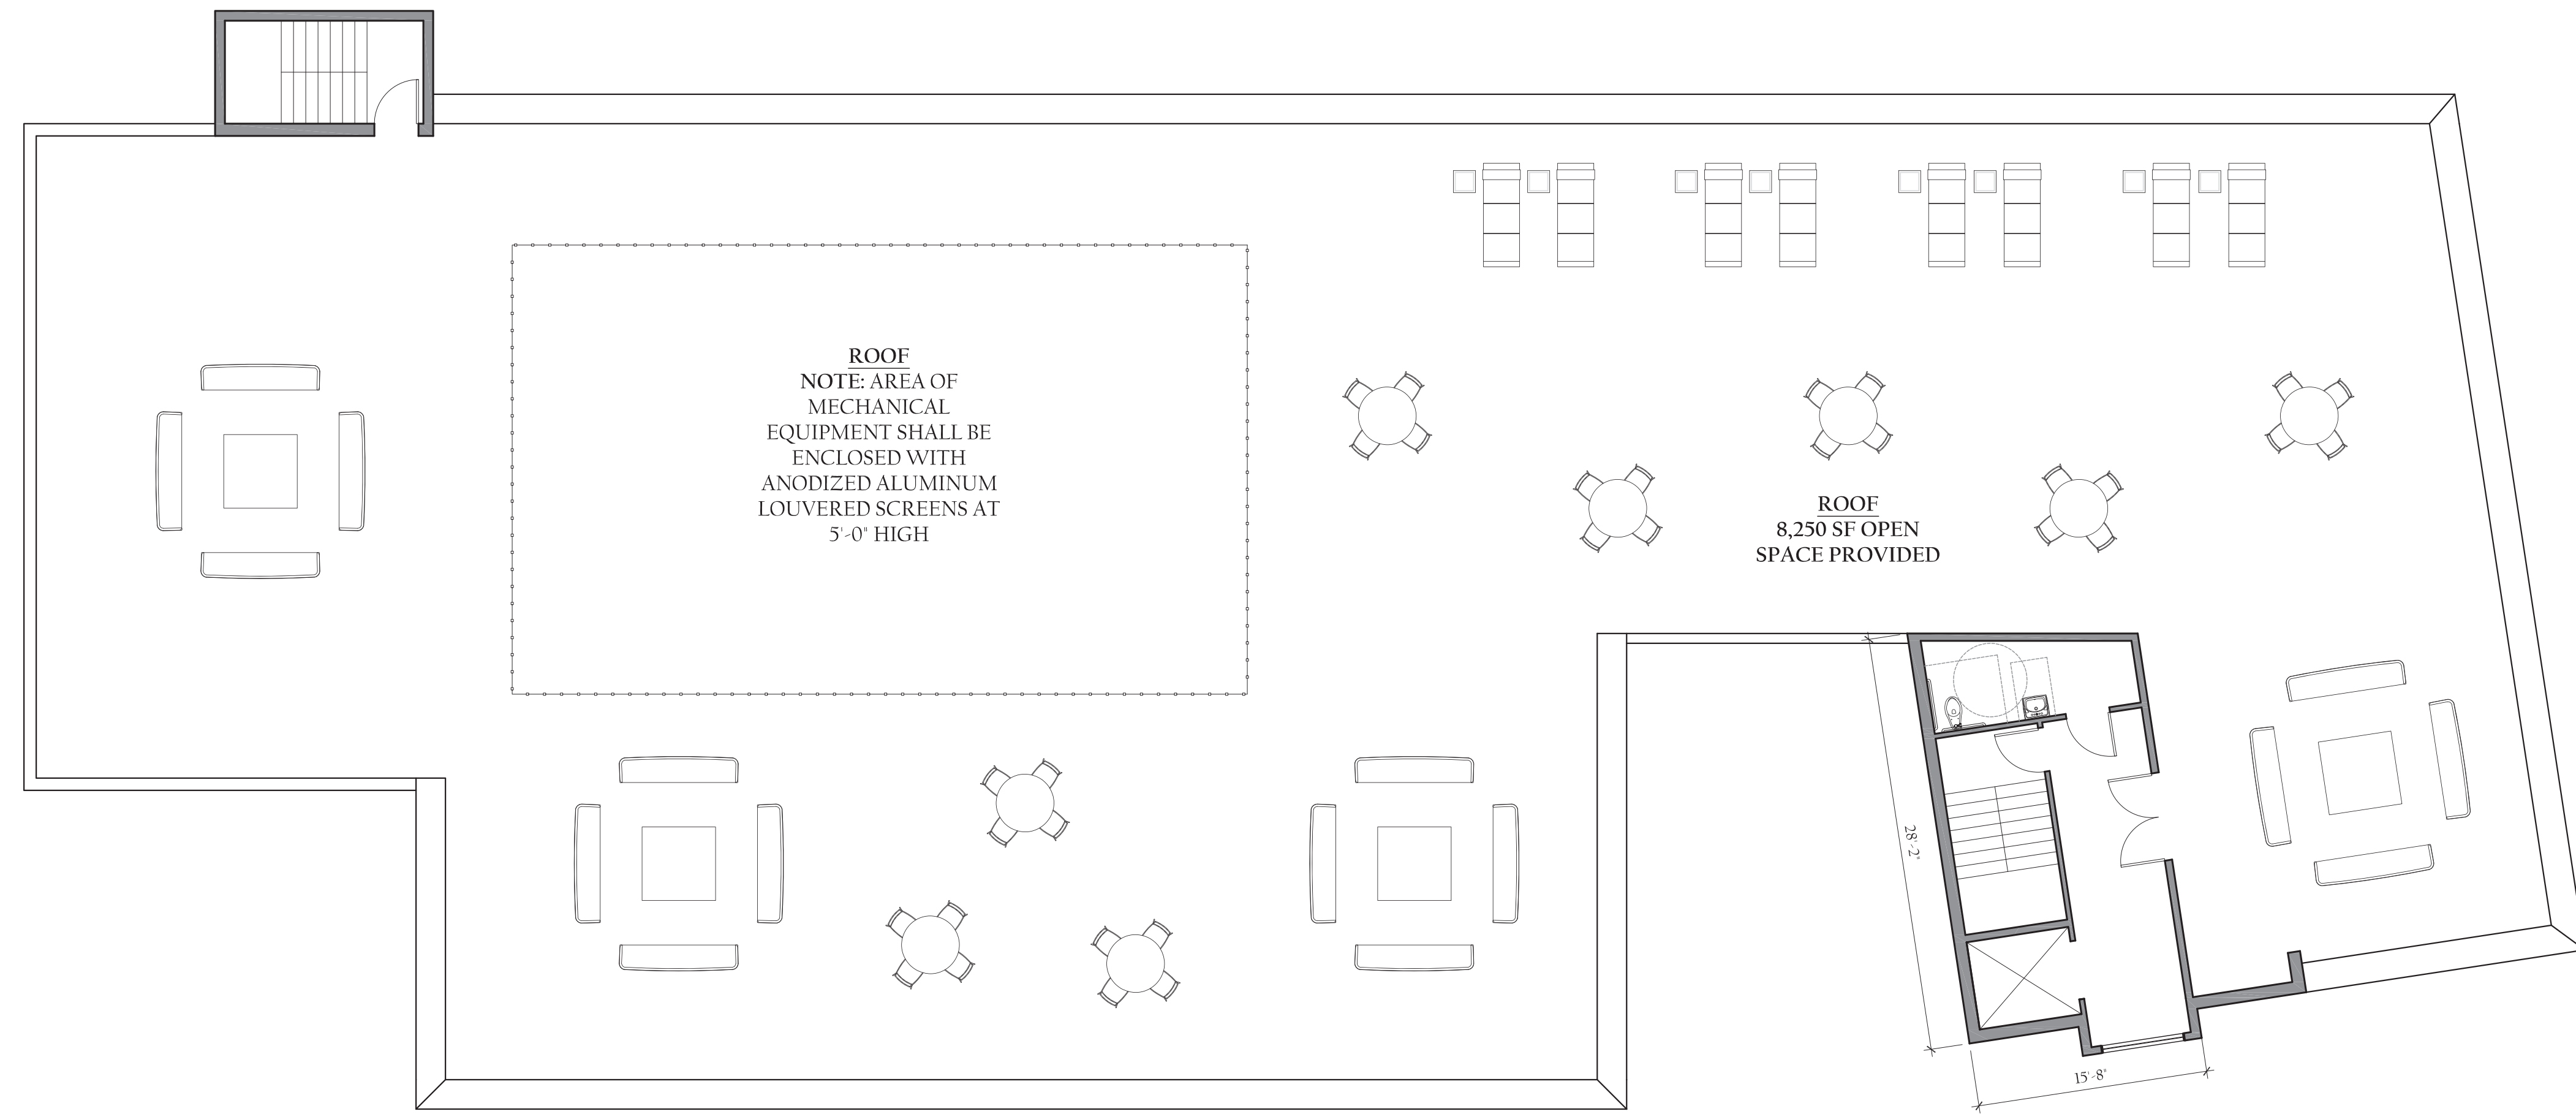 ROOF
NOTE: AREA OF
MECHANICAL
EQUIPMENT SHALL BE
ENCLOSED WITH
ANODIZED ALUMINUM
LOUVERED SCREENS AT
5'-0" HIGH
ROOF
8,250 SF OPEN
SPACE PROVIDED
28'-2"
15'-8"